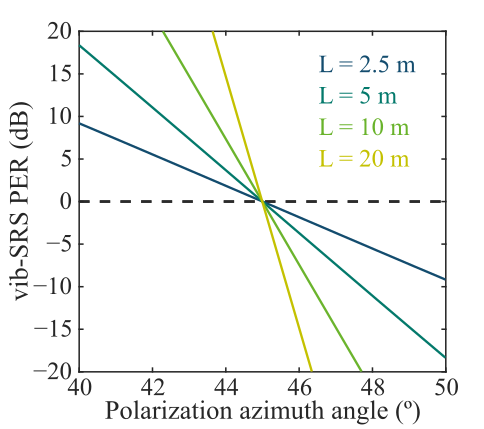 vib-SRS PER (dB)
20
15
10
5
0
−5
−10
−15
−20
L = 2.5 m
L = 5 m
L = 10 m
L = 20 m
40 42 44 46 48 50
Polarization azimuth angle (º)